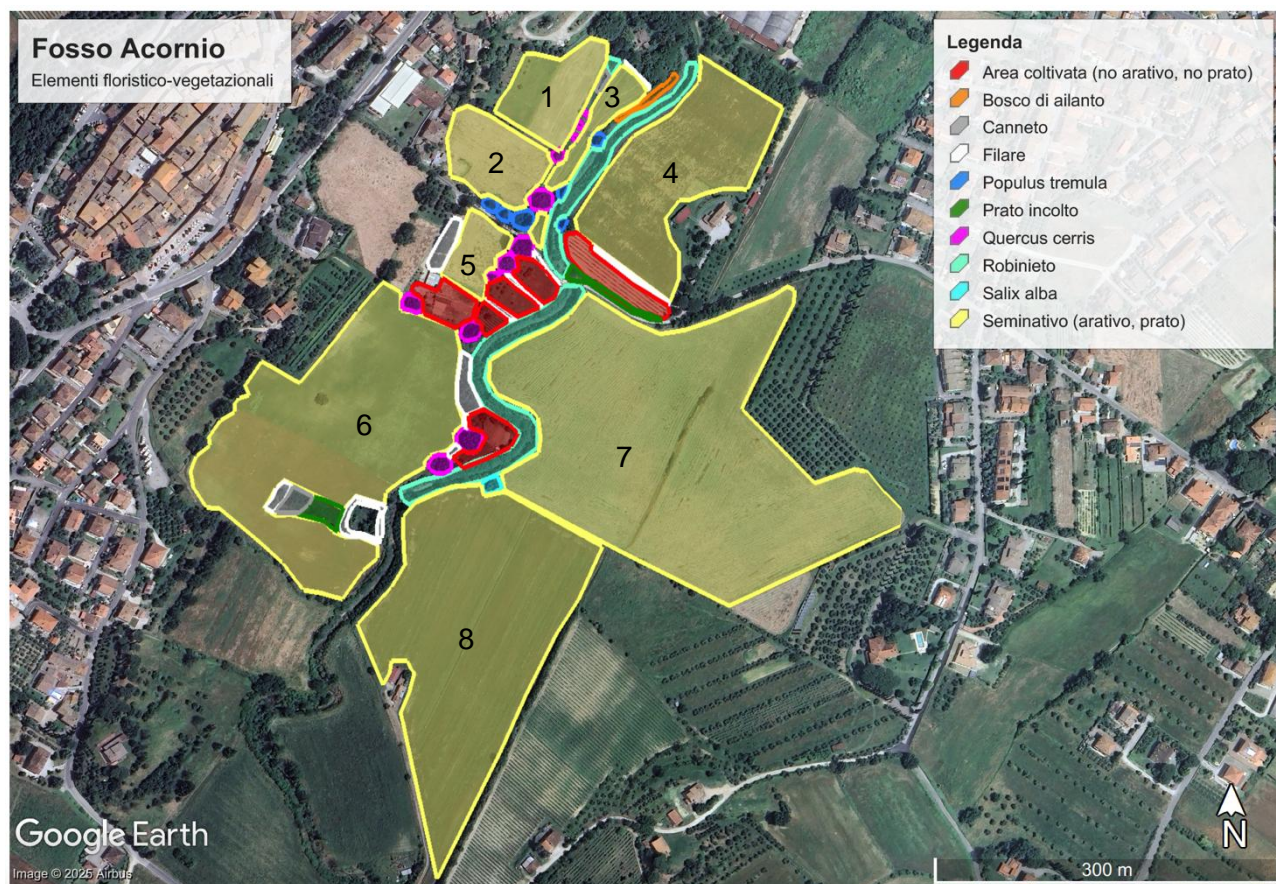 Fosso Acornio
Elementi floristico-vegetazionali
Legenda
Area coltivata (no arativo, no prato)
Bosco di ailanto
Canneto
Filare
Populus tremula
Prato incolto
Quercus cerris
Robinieto
Salix alba
Seminativo (arativo, prato)
1
3
2
4
5
6
7
8
Google Earth
Image © 2025 Airbus
N
300 m